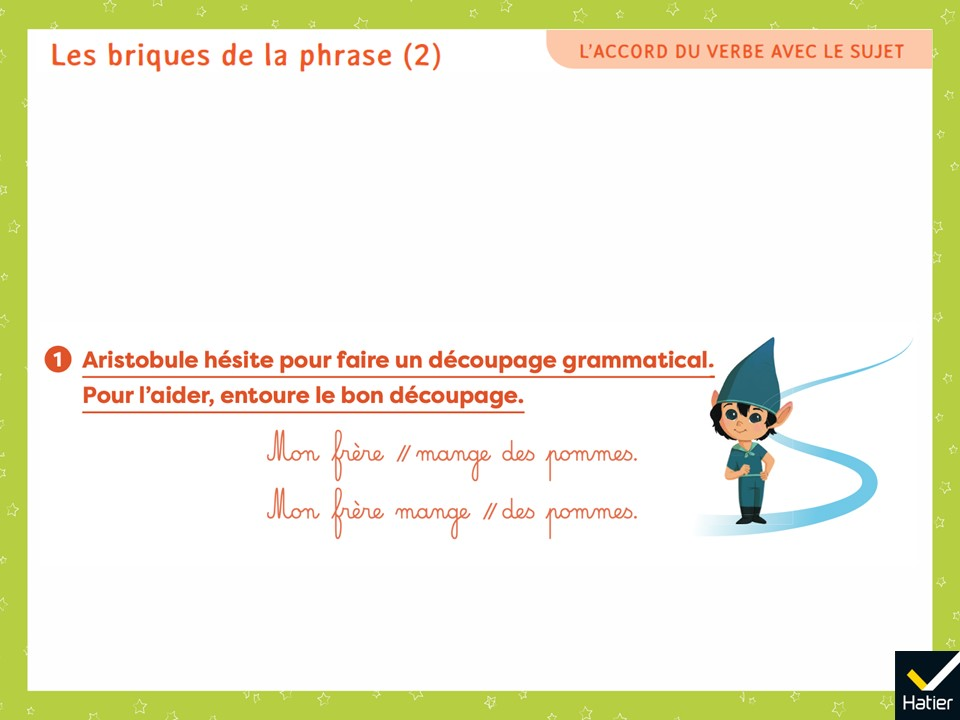 Les briques de la phrase (2)
L'ACCORD DU VERBE AVEC LE SUJET
1 Aristobule hésite pour faire un découpage grammatical.
Pour l'aider, entoure le bon découpage.
Mon frère // mange des pommes.
Mon frère mange // des pommes.
Hatier